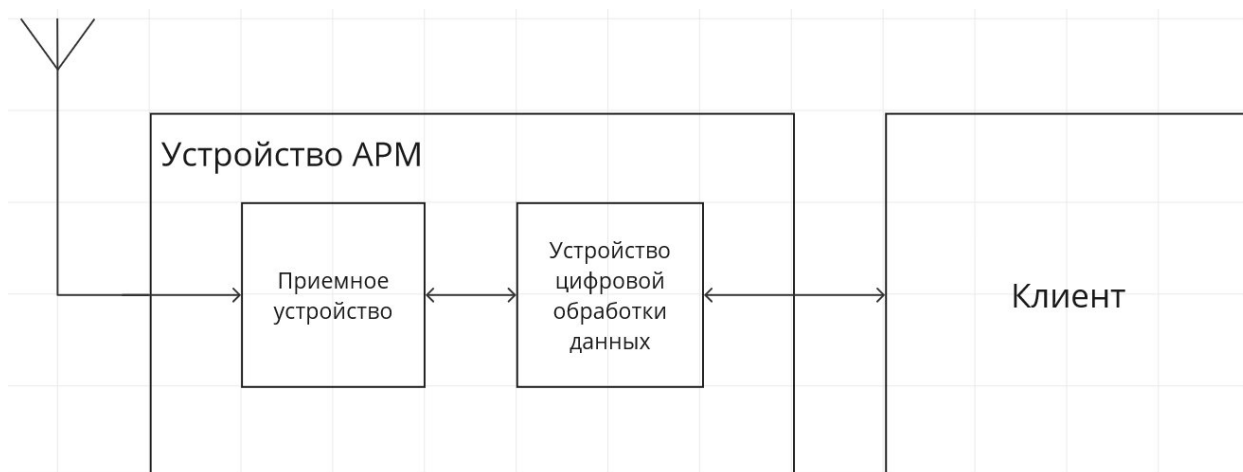 Устройство АРМ
Приемное
устройство
Устройство
цифровой
обработки
данных
Клиент